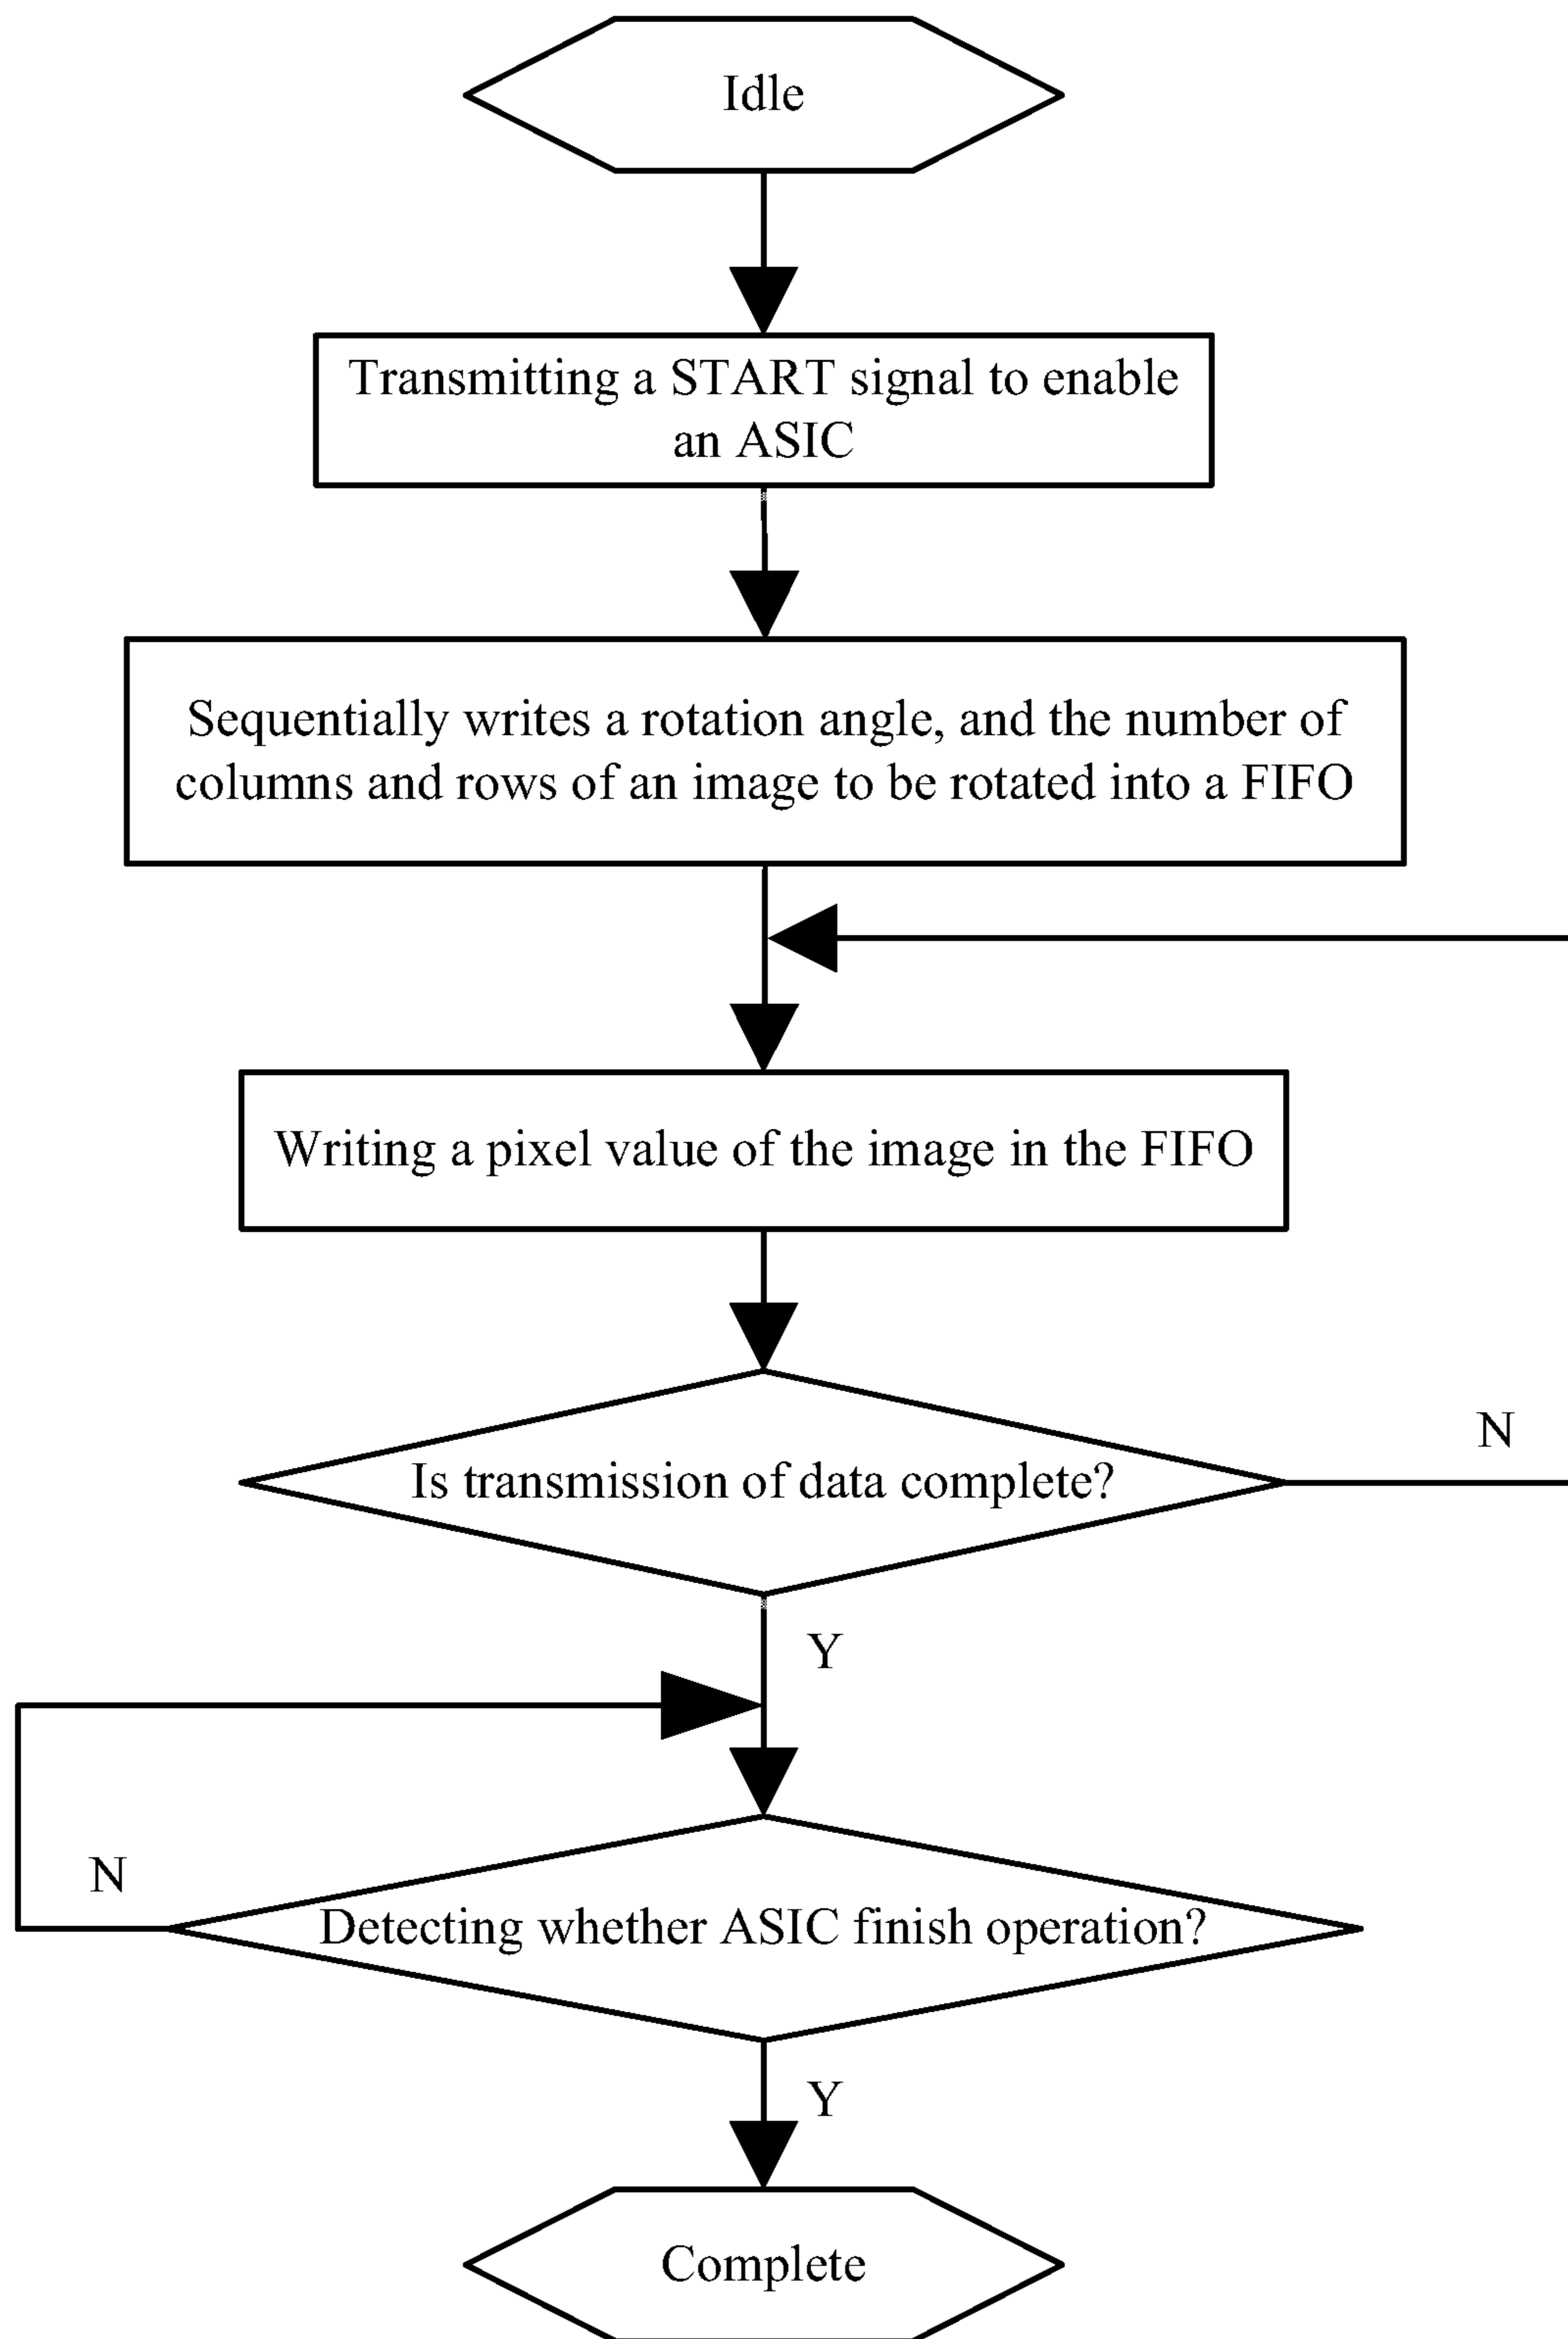 Idle
Transmitting a START signal to enable
an ASIC
Sequentially writes a rotation angle, and the number of
columns and rows of an image to be rotated into a FIFO
Writing a pixel value of the image in the FIFO
Is transmission of data complete?
N
Y
N
Detecting whether ASIC finish operation?
Y
Complete